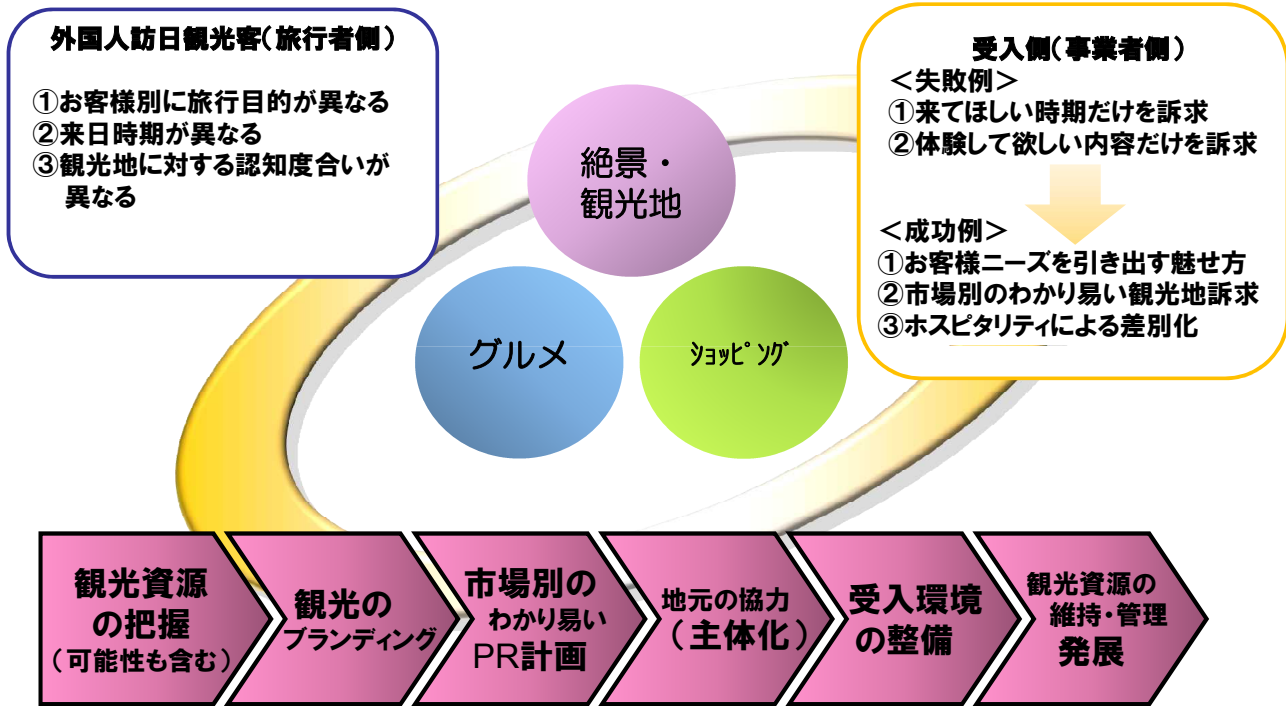 外国人訪日観光客(旅行者側)
①お客様別に旅行目的が異なる
②来日時期が異なる
③観光地に対する認知度合いが
異なる
絶景・
観光地
グルメ
ｼｮｯﾋﾟﾝｸﾞ
受入側(事業者側)
＜失敗例＞
①来てほしい時期だけを訴求
②体験して欲しい内容だけを訴求
＜成功例＞
①お客様ニーズを引き出す魅せ方
②市場別のわかり易い観光地訴求
③ホスピタリティによる差別化
観光資源
の把握
(可能性も含む)
観光の
ブランディング
市場別の
わかり易い
PR計画
地元の協力
(主体化)
受入環境
の整備
観光資源の
維持・管理
発展